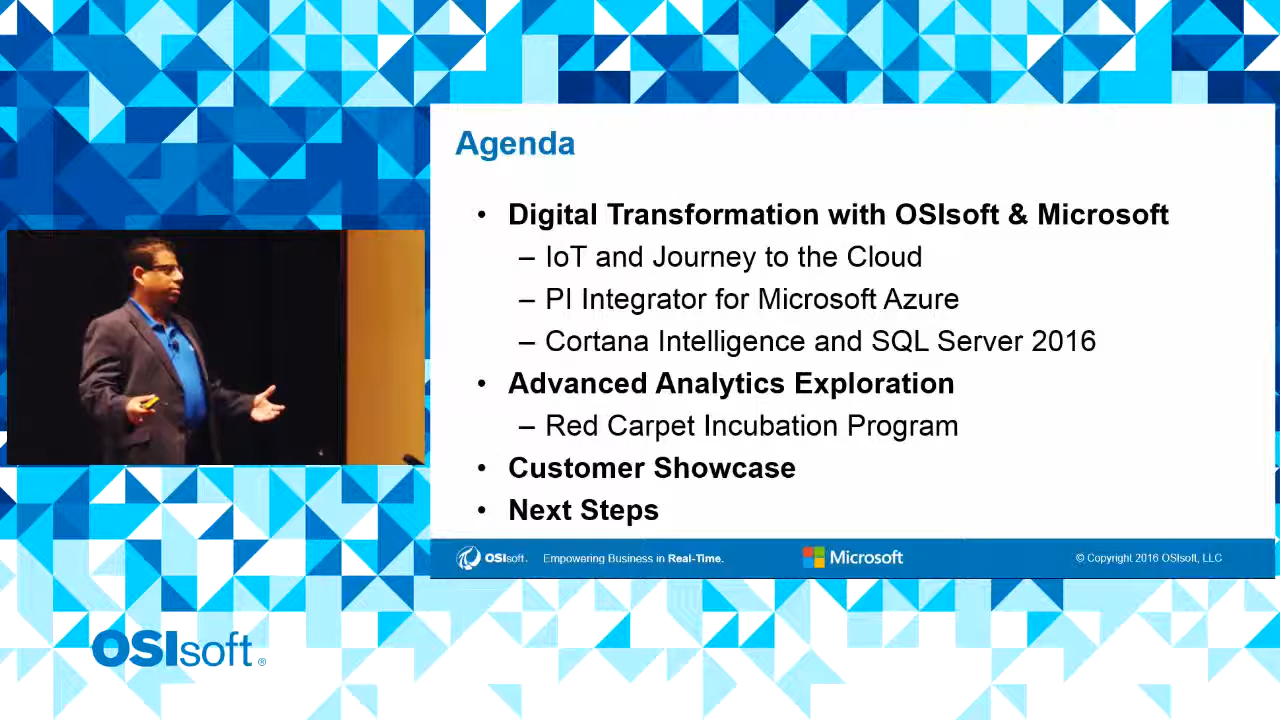 Agenda
• Digital Transformation with OSIsoft & Microsoft
– IoT and Journey to the Cloud
– PI Integrator for Microsoft Azure
– Cortana Intelligence and SQL Server 2016
• Advanced Analytics Exploration
– Red Carpet Incubation Program
• Customer Showcase
• Next Steps
OSIsoft. Empowering Business in Real-Time. Microsoft © Copyright 2016 OSIsoft, LLC
OSIsoft®